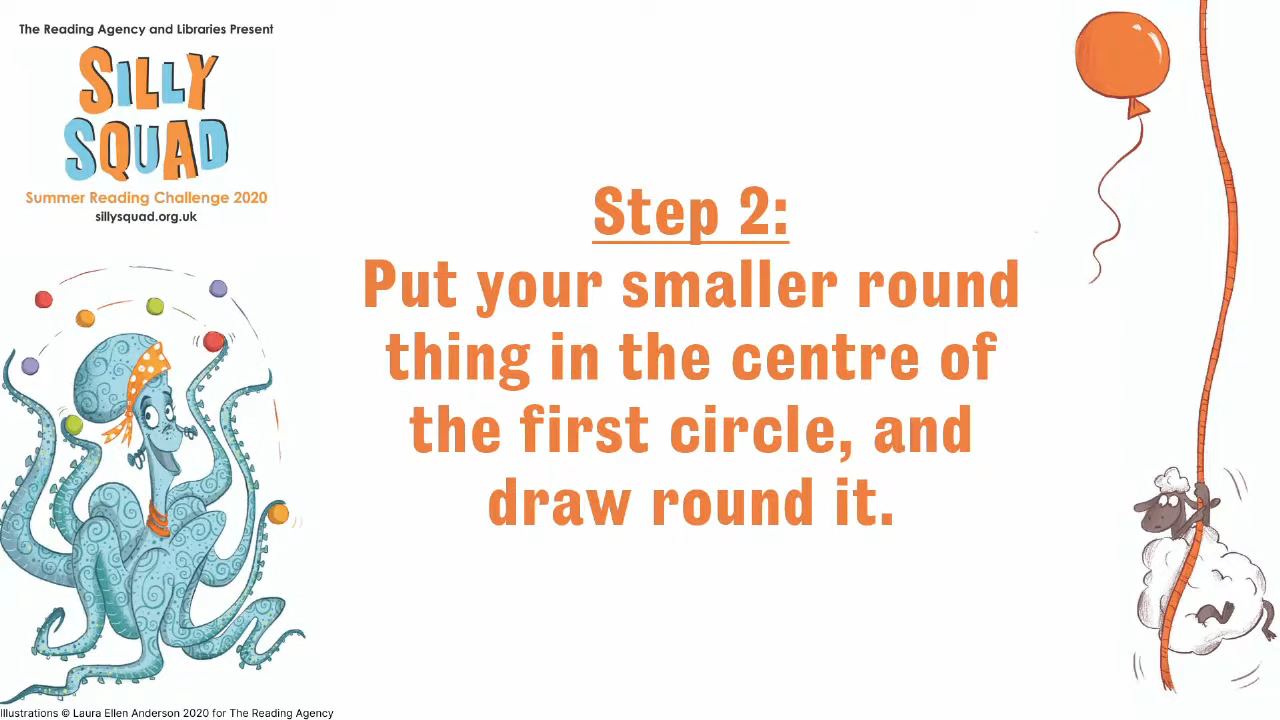 The Reading Agency and Libraries Present
SILLY
SQUAD
Summer Reading Challenge 2020
sillysquad.org.uk
Step 2:
Put your smaller round
thing in the centre of
the first circle, and
draw round it.
Illustrations © Laura Ellen Anderson 2020 for The Reading Agency